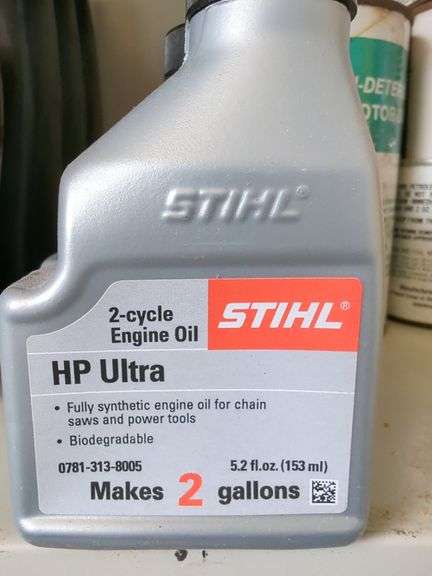 STIHL®
2-cycle
Engine Oil
STIHL®
HP Ultra
• Fully synthetic engine oil for chain
saws and power tools
• Biodegradable
0781-313-8005
5.2 fl.oz. (153 ml)
Makes 2 gallons